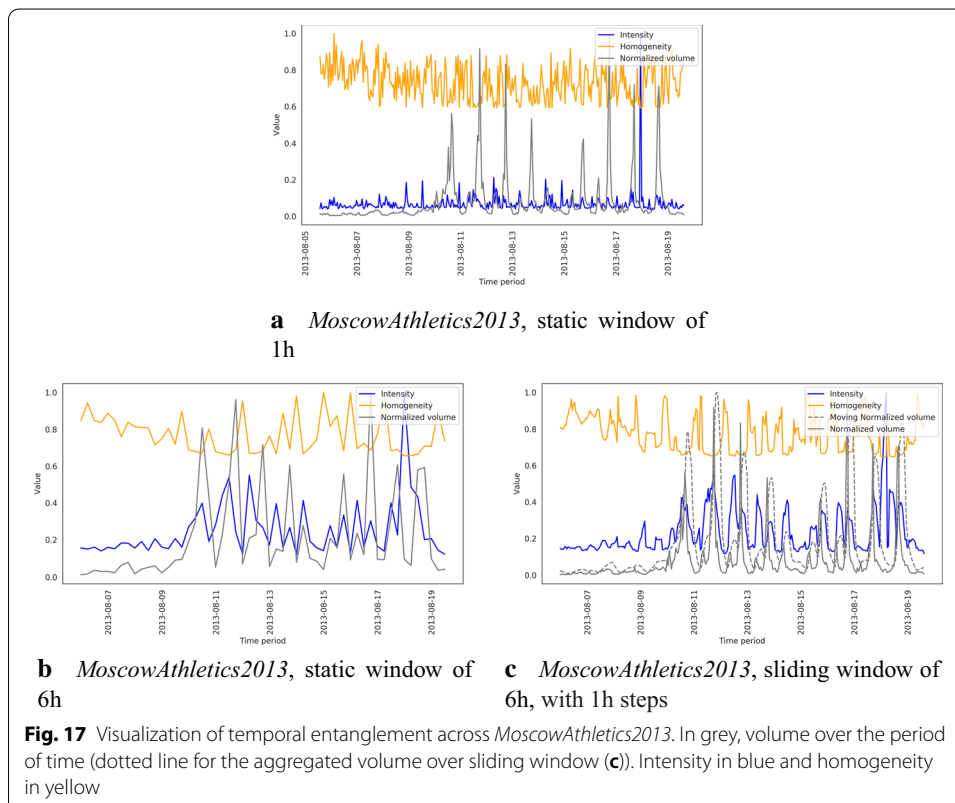 Intensity
Homogeneity
Normalized volume
1.0
0.8
0.6
0.4
0.2
0.0
Value
2013-08-05
2013-08-07
2013-08-09
2013-08-11
2013-08-13
2013-08-15
2013-08-17
2013-08-19
Time period
a MoscowAthletics2013, static window of
1h
Intensity
Homogeneity
Normalized volume
1.0
0.8
0.6
0.4
0.2
0.0
Value
2013-08-07
2013-08-09
2013-08-11
2013-08-13
2013-08-15
2013-08-17
2013-08-19
Time period
b MoscowAthletics2013, static window of
6h
Intensity
Homogeneity
Moving Normalized volume
Normalized volume
1.0
0.8
0.6
0.4
0.2
0.0
Value
2013-08-07
2013-08-09
2013-08-11
2013-08-13
2013-08-15
2013-08-17
2013-08-19
Time period
c MoscowAthletics2013, sliding window of
6h, with 1h steps
Fig. 17 Visualization of temporal entanglement across MoscowAthletics2013. In grey, volume over the period
of time (dotted line for the aggregated volume over sliding window (c)). Intensity in blue and homogeneity
in yellow